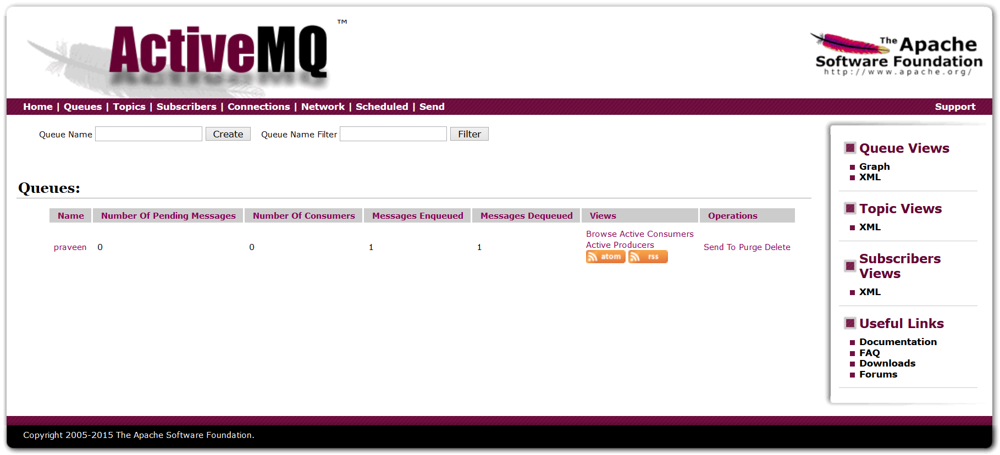 ActiveMQ ™
The Apache
Software Foundation
http://www.apache.org/
Home | Queues | Topics | Subscribers | Connections | Network | Scheduled | Send
Support
Queue Name Create Queue Name Filter Filter
Queues:
Name Number Of Pending Messages Number Of Consumers Messages Enqueued Messages Dequeued Views Operations
praveen 0 0 1 1
Browse Active Consumers
Active Producers
atom rss
Send To Purge Delete
Queue Views
Graph
XML
Topic Views
XML
Subscribers
Views
XML
Useful Links
Documentation
FAQ
Downloads
Forums
Copyright 2005-2015 The Apache Software Foundation.